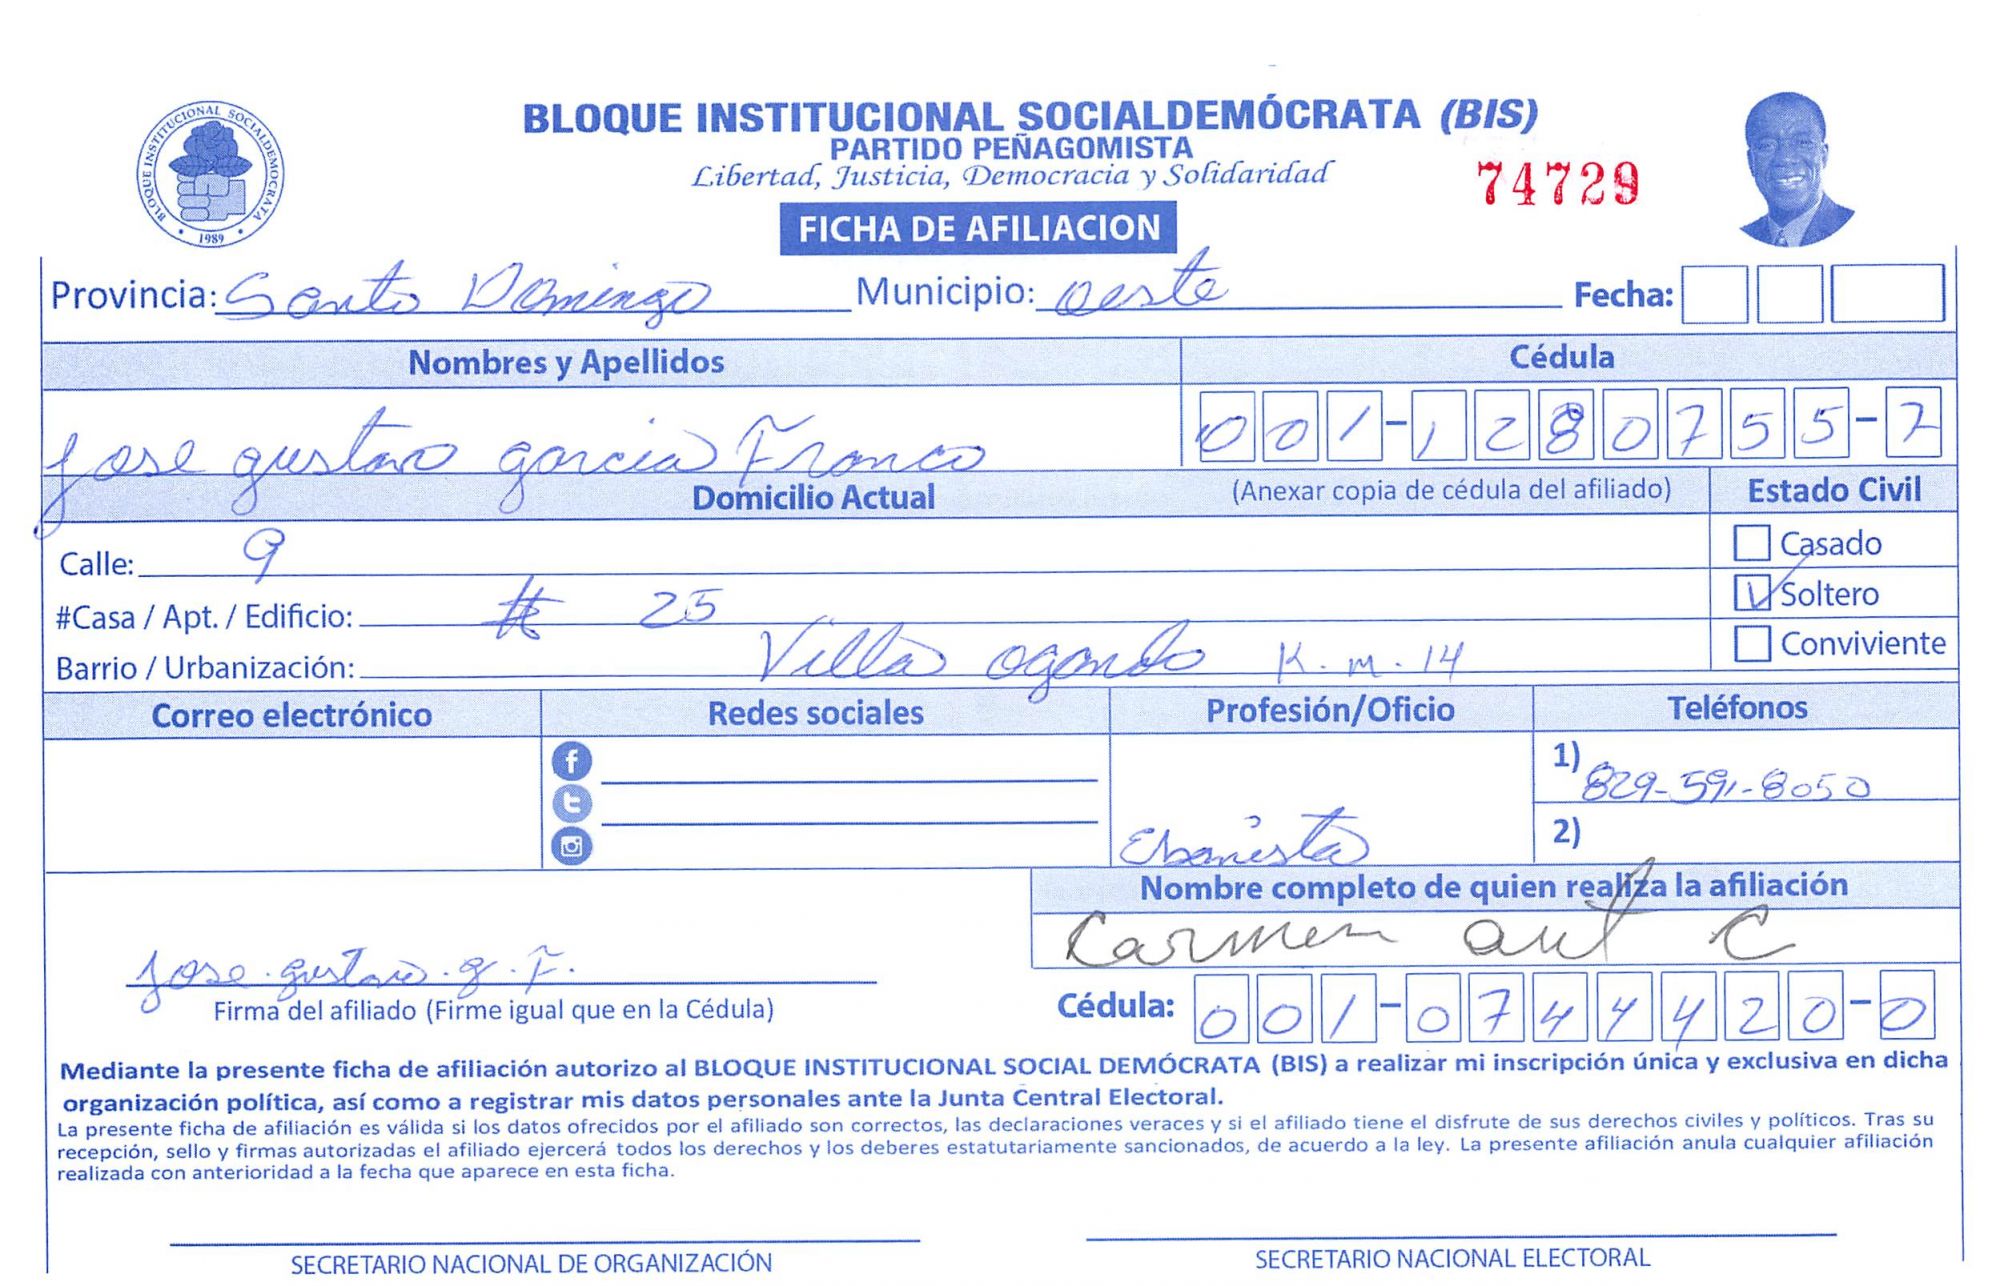 BLOQUE INSTITUCIONAL SOCIALDEMÓCRATA (BIS)
PARTIDO PEÑAGOMISTA
Libertad, Justicia, Democracia y Solidaridad
74729
BLOQUE INSTITUCIONAL SOCIALDEMOCRATA
1989
FICHA DE AFILIACION
Provincia: Santo Domingo Municipio: oeste Fecha:
Nombres y Apellidos Cédula
Jose gustavo garcia Franco 001-1280755-7
Domicilio Actual (Anexar copia de cédula del afiliado) Estado Civil
Calle: 9 Casado
#Casa / Apt. / Edificio: # 25 Soltero
Barrio / Urbanización: Villa ogando K.m.14 Conviviente
Correo electrónico Redes sociales Profesión/Oficio Teléfonos
1) 829-591-8050
Ebanista 2)
Nombre completo de quien realiza la afiliación
Carmen ant C
Jose.gustavo.g.F.
Firma del afiliado (Firme igual que en la Cédula) Cédula: 001-0744420-0
Mediante la presente ficha de afiliación autorizo al BLOQUE INSTITUCIONAL SOCIAL DEMÓCRATA (BIS) a realizar mi inscripción única y exclusiva en dicha
organización política, así como a registrar mis datos personales ante la Junta Central Electoral.
La presente ficha de afiliación es válida si los datos ofrecidos por el afiliado son correctos, las declaraciones veraces y si el afiliado tiene el disfrute de sus derechos civiles y políticos. Tras su
recepción, sello y firmas autorizadas el afiliado ejercerá todos los derechos y los deberes estatutariamente sancionados, de acuerdo a la ley. La presente afiliación anula cualquier afiliación
realizada con anterioridad a la fecha que aparece en esta ficha.
SECRETARIO NACIONAL DE ORGANIZACIÓN SECRETARIO NACIONAL ELECTORAL